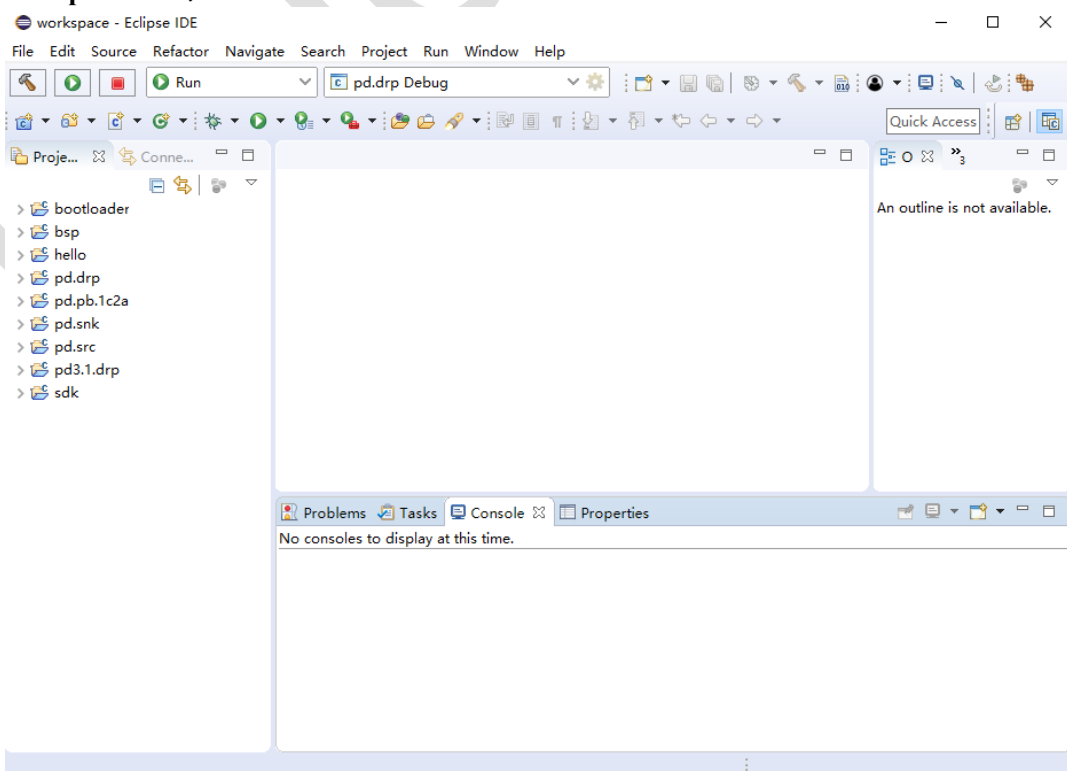 workspace - Eclipse IDE
File Edit Source Refactor Navigate Search Project Run Window Help
Run
pd.drp Debug
Quick Access
Proje...
Conne...
O
3
bootloader
bsp
hello
pd.drp
pd.pb.1c2a
pd.snk
pd.src
pd3.1.drp
sdk
An outline is not available.
Problems Tasks Console Properties
No consoles to display at this time.